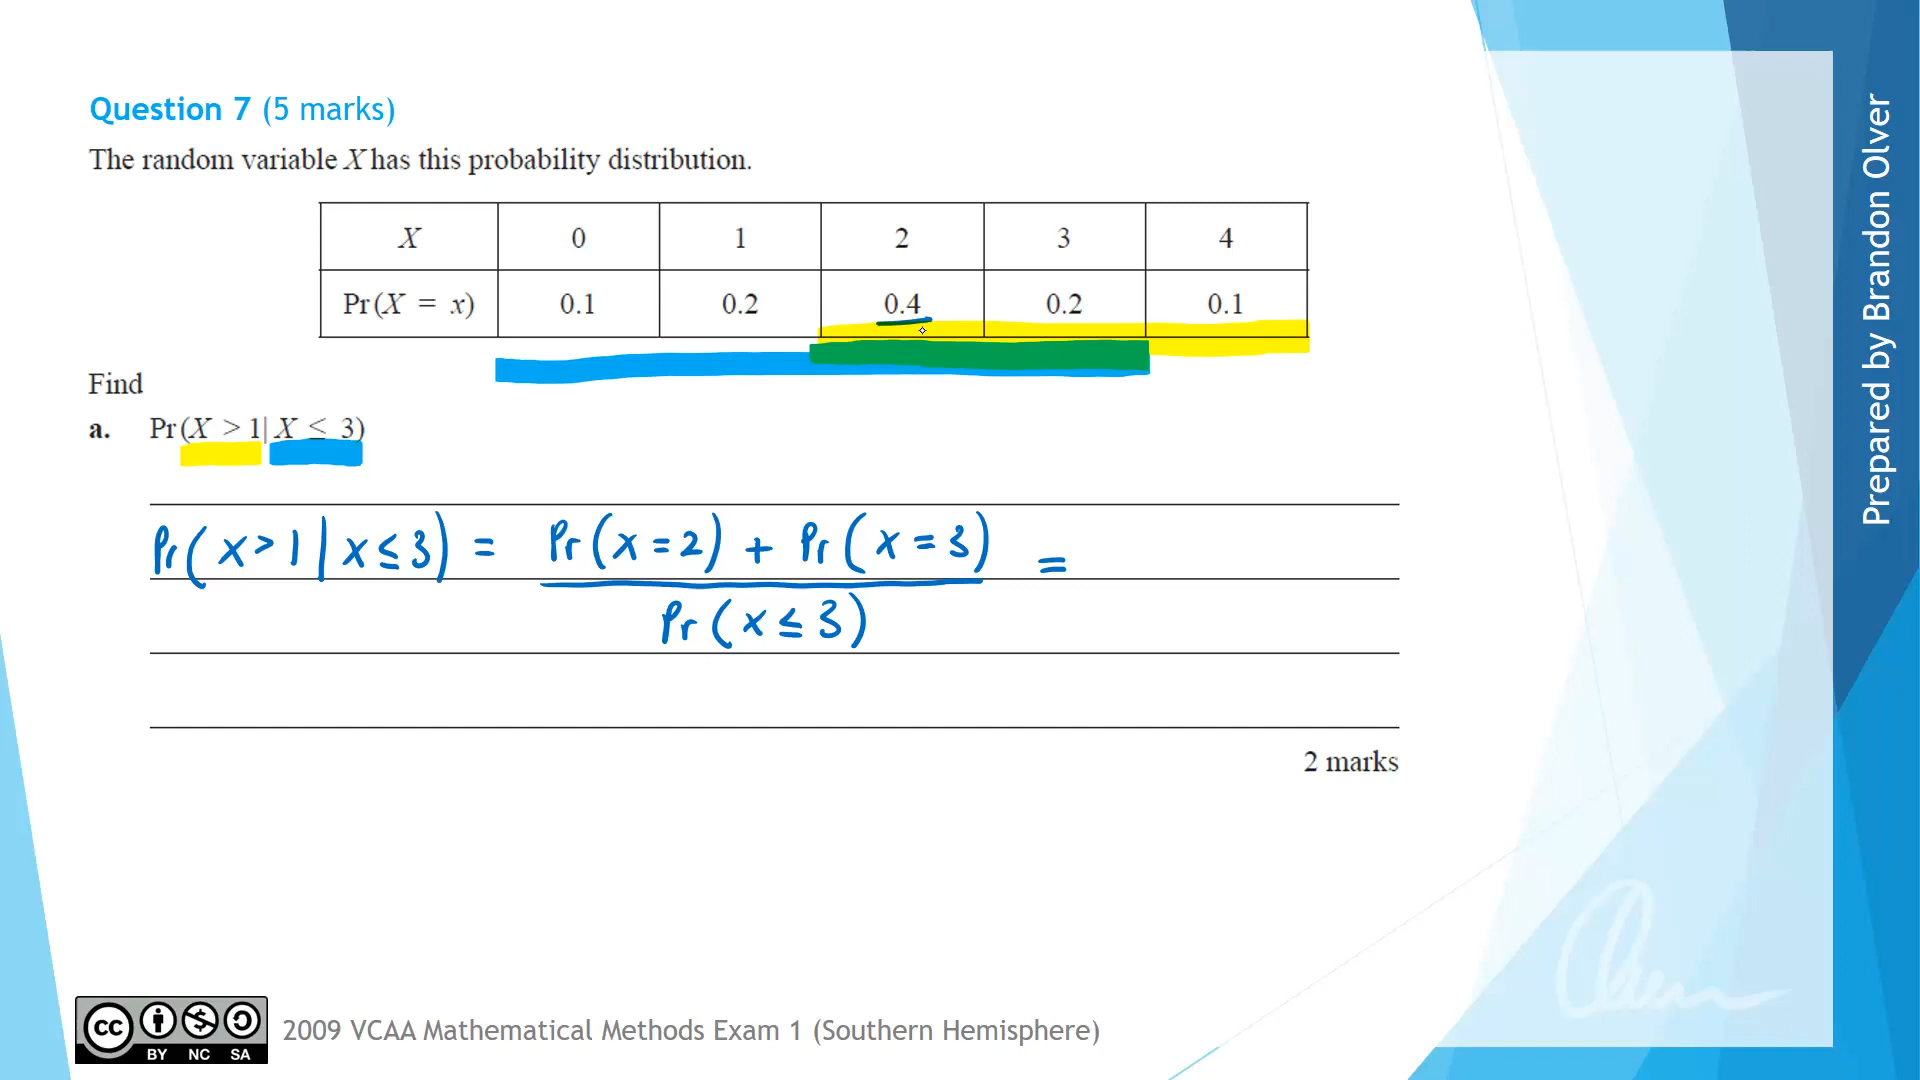 Question 7 (5 marks)
The random variable X has this probability distribution.
X 0 1 2 3 4
Pr(X = x) 0.1 0.2 0.4 0.2 0.1
Find
a. Pr(X > 1| X ≤ 3)
Pr(x>1|x≤3) = Pr(x=2) + Pr(x=3) =
Pr(x≤3)
2 marks
CC BY NC SA
2009 VCAA Mathematical Methods Exam 1 (Southern Hemisphere)
Prepared by Brandon Olver